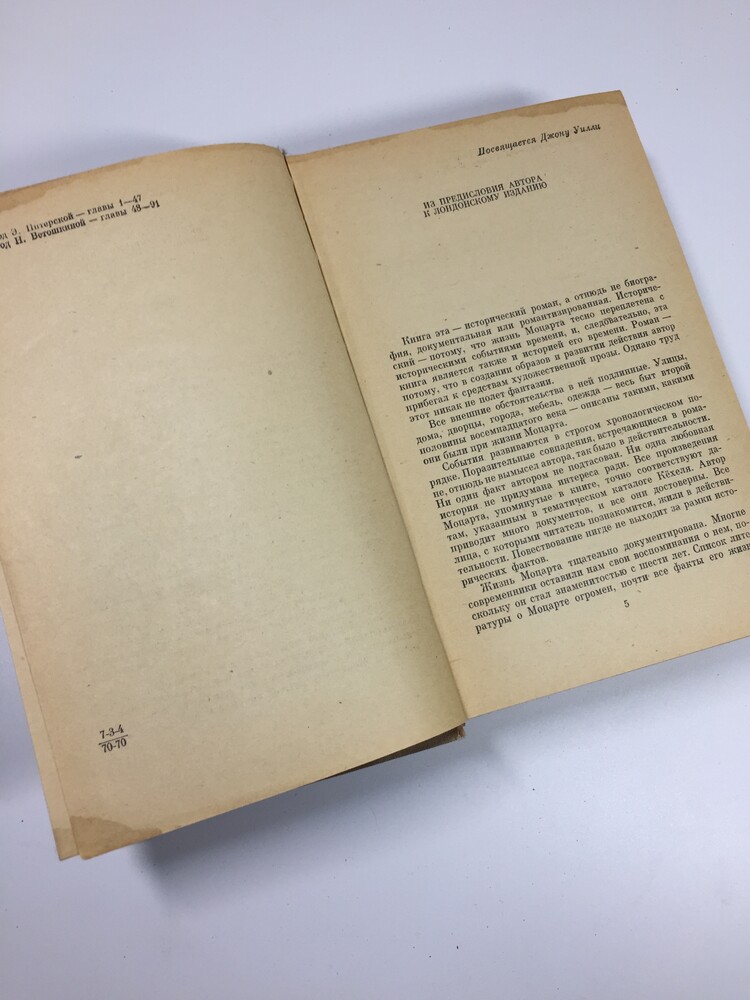 од Э. Питерской — главы 1—47
од Н. Ветошкиной — главы 48—91
7-3-4
70-70
Посвящается Джону Уилли
ИЗ ПРЕДИСЛОВИЯ АВТОРА
К ЛОНДОНСКОМУ ИЗДАНИЮ
Книга эта — исторический роман, а отнюдь не биогра-
фия, документальная или романтизированная. Историче-
ский — потому, что жизнь Моцарта тесно переплетена с
историческими событиями времени, и, следовательно, эта
книга является также и историей его времени. Роман —
потому, что в создании образов и развитии действия автор
прибегал к средствам художественной прозы. Однако труд
этот никак не полет фантазии.
Все внешние обстоятельства в ней подлинные. Улицы,
дома, дворцы, города, мебель, одежда — весь быт второй
половины восемнадцатого века — описаны такими, какими
они были при жизни Моцарта.
События развиваются в строгом хронологическом по-
рядке. Поразительные совпадения, встречающиеся в рома-
не, отнюдь не вымысел автора, так было в действительности.
Ни один факт автором не подтасован. Ни одна любовная
история не придумана интереса ради. Все произведения
Моцарта, упомянутые в книге, точно соответствуют да-
там, указанным в тематическом каталоге Кёхеля. Автор
приводит много документов, и все они достоверны. Все
лица, с которыми читатель познакомится, жили в действи-
тельности. Повествование нигде не выходит за рамки исто-
рических фактов.
Жизнь Моцарта тщательно документирована. Многие
современники оставили нам свои воспоминания о нем, по-
скольку он стал знаменитостью с шести лет. Список лите-
ратуры о Моцарте огромен, почти все факты его жизн
5